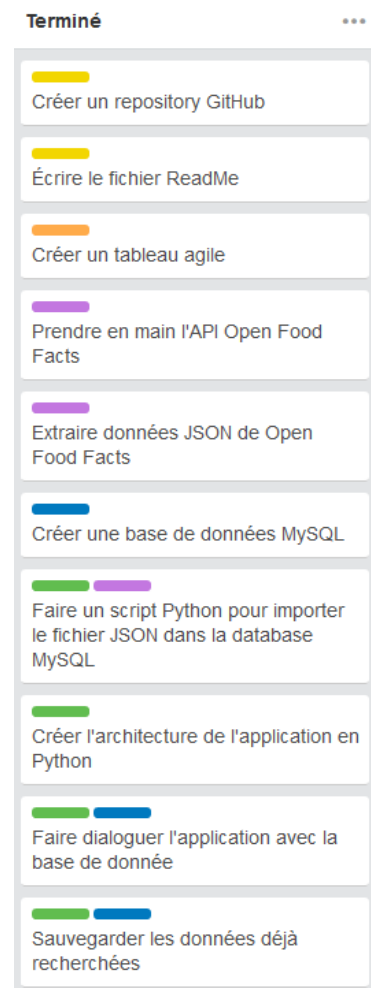 Terminé
Créer un repository GitHub
Écrire le fichier ReadMe
Créer un tableau agile
Prendre en main l'API Open Food
Facts
Extraire données JSON de Open
Food Facts
Créer une base de données MySQL
Faire un script Python pour importer
le fichier JSON dans la database
MySQL
Créer l'architecture de l'application en
Python
Faire dialoguer l'application avec la
base de donnée
Sauvegarder les données déjà
recherchées